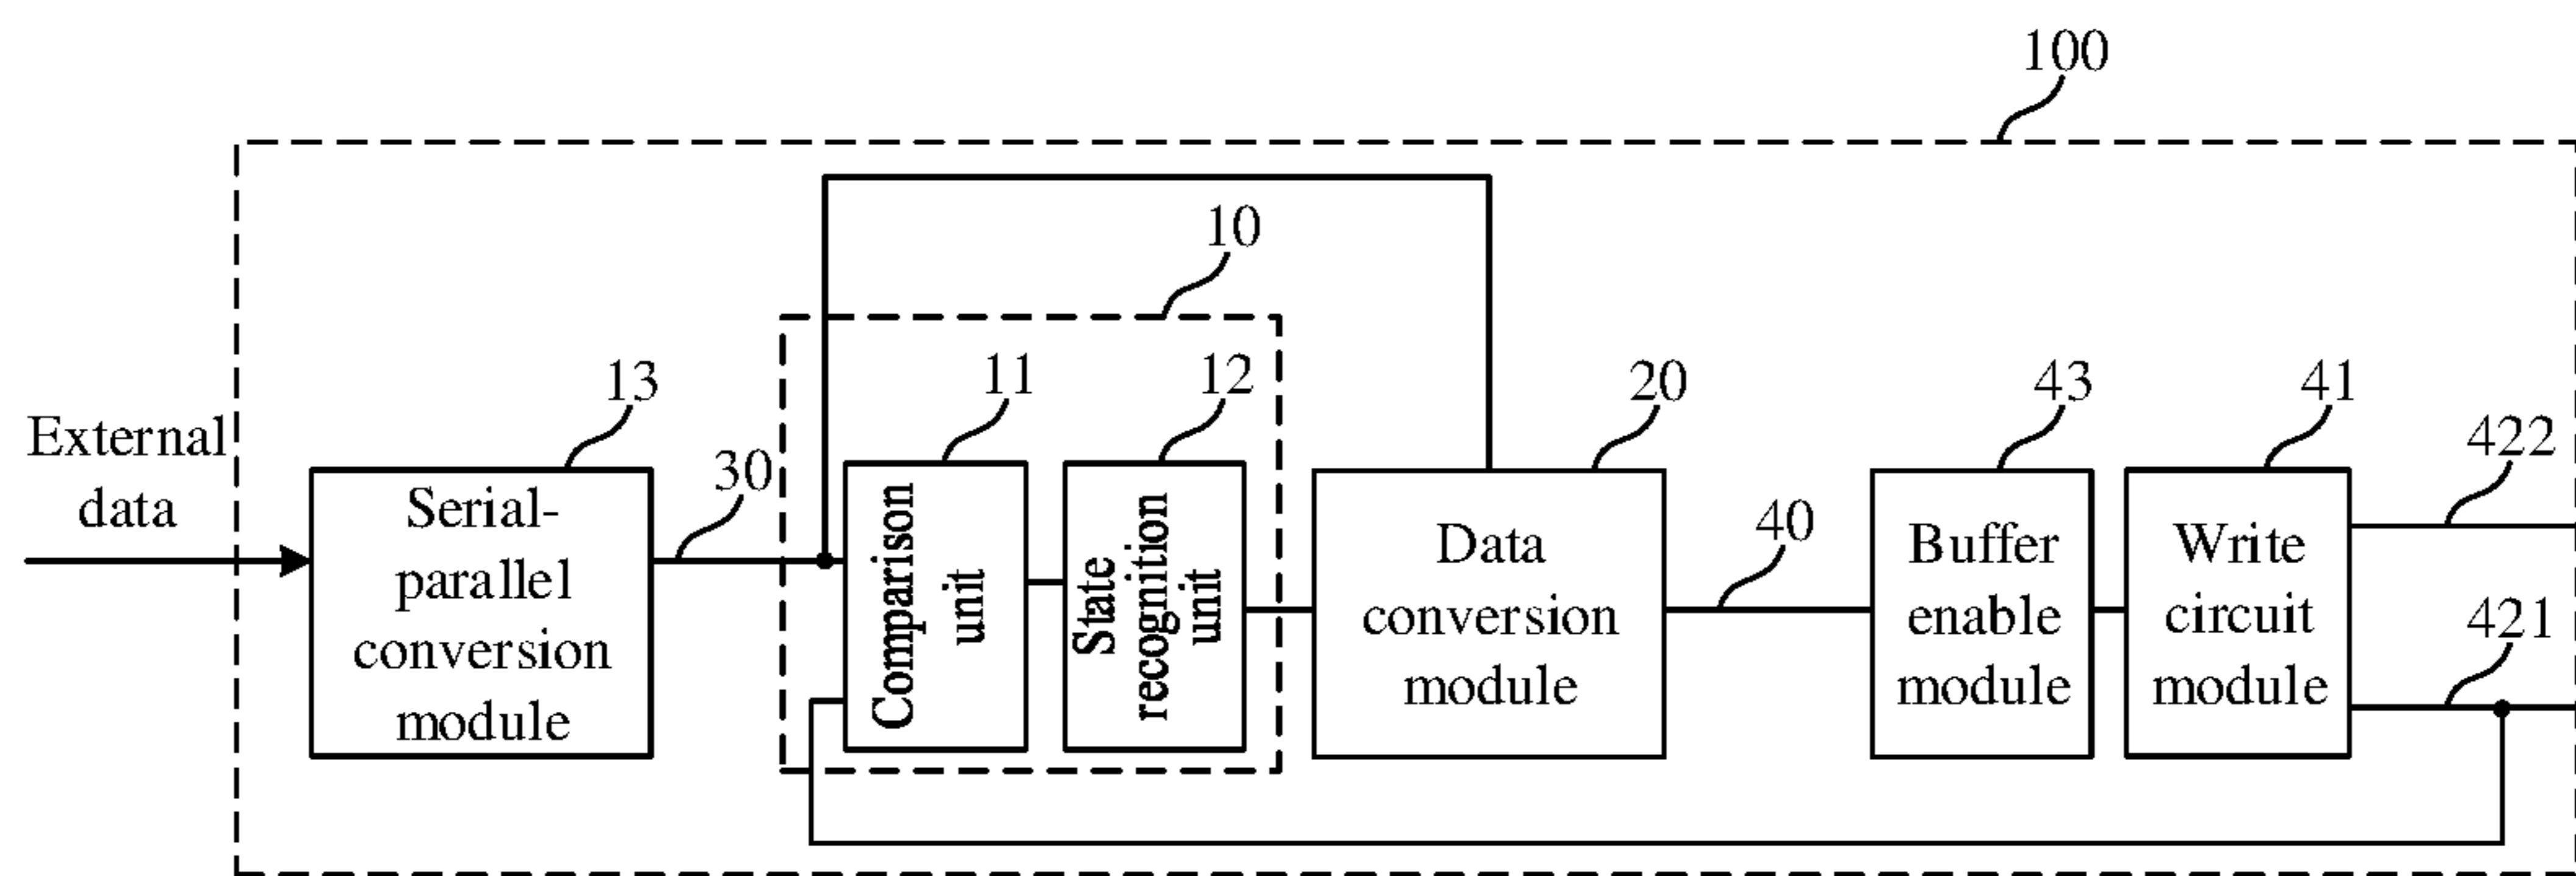 100
10
13
11
12
20
43
41
External
data
30
422
Serial-
parallel
conversion
module
Comparison
unit
State
recognition
unit
Data
conversion
module
40
Buffer
enable
module
Write
circuit
module
421